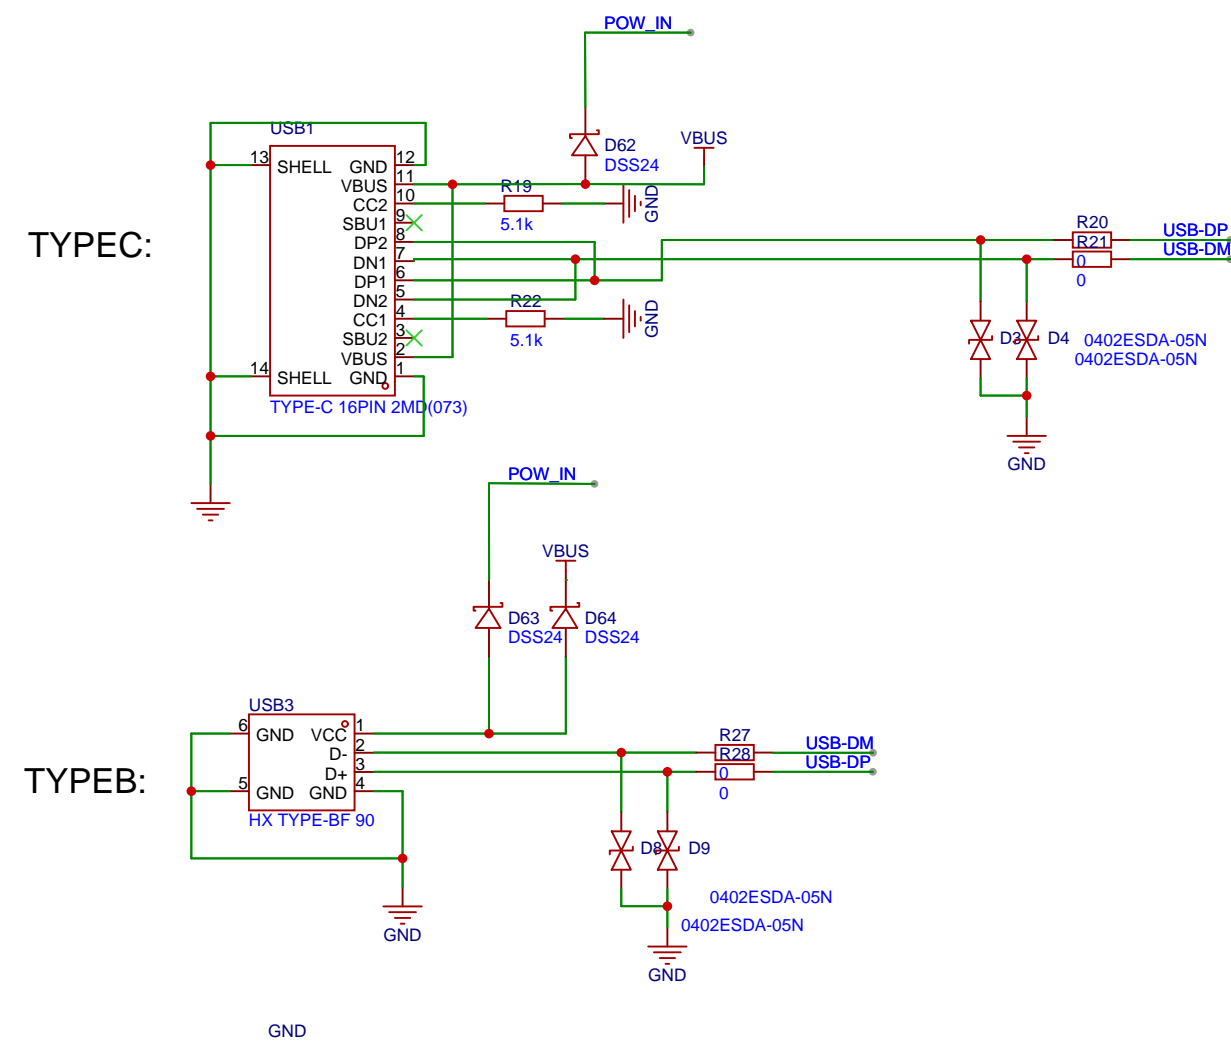 POW_IN
USB1
D62
DSS24
VBUS
13 SHELL GND 12
VBUS 11
CC2 10
SBU1 9
DP2 8
DN1 7
DP1 6
DN2 5
CC1 4
SBU2 3
VBUS 2
14 SHELL GND 1
TYPE-C 16PIN 2MD(073)
R19
5.1k
GND
R22
5.1k
GND
TYPEC:
R20
R21
0
0
USB-DP
USB-DM
D3 D4 0402ESDA-05N
0402ESDA-05N
GND
POW_IN
VBUS
D63 D64
DSS24 DSS24
USB3
6 GND VCC 1
D- 2
D+ 3
5 GND GND 4
HX TYPE-BF 90
TYPEB:
R27
R28
0
0
USB-DM
USB-DP
D8 D9
0402ESDA-05N
0402ESDA-05N
GND
GND
GND